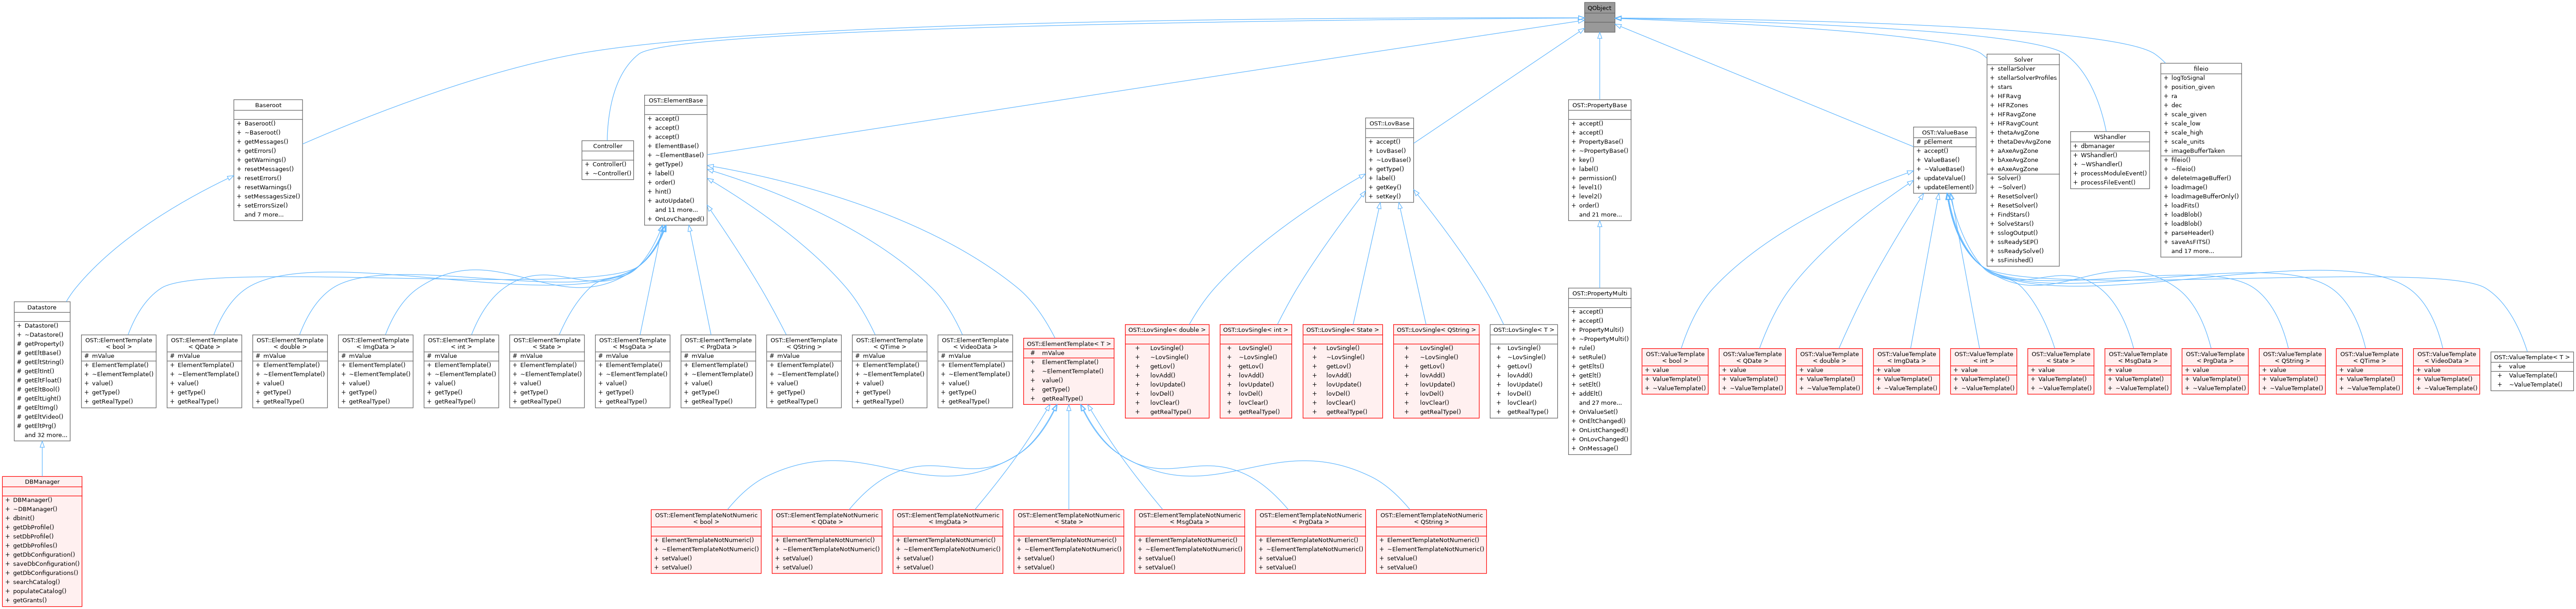 QObject
Baseroot
+ Baseroot()
+ ~Baseroot()
+ getMessages()
+ getErrors()
+ getWarnings()
+ resetMessages()
+ resetErrors()
+ resetWarnings()
+ setMessagesSize()
+ setErrorsSize()
and 7 more...
Controller
+ Controller()
+ ~Controller()
OST::ElementBase
+ accept()
+ accept()
+ accept()
+ ElementBase()
+ ~ElementBase()
+ getType()
+ label()
+ order()
+ hint()
+ autoUpdate()
and 11 more...
+ OnLovChanged()
OST::LovBase
+ accept()
+ LovBase()
+ ~LovBase()
+ getType()
+ label()
+ getKey()
+ setKey()
OST::PropertyBase
+ accept()
+ accept()
+ PropertyBase()
+ ~PropertyBase()
+ key()
+ label()
+ permission()
+ level1()
+ level2()
+ order()
and 21 more...
OST::ValueBase
# pElement
+ accept()
+ ValueBase()
+ ~ValueBase()
+ updateValue()
+ updateElement()
Solver
+ stellarSolver
+ stellarSolverProfiles
+ stars
+ HFRavg
+ HFRZones
+ HFRavgZone
+ HFRavgCount
+ thetaAvgZone
+ thetaDevAvgZone
+ aAxeAvgZone
+ bAxeAvgZone
+ eAxeAvgZone
+ Solver()
+ ~Solver()
+ ResetSolver()
+ ResetSolver()
+ FindStars()
+ SolveStars()
+ sslogOutput()
+ ssReadySEP()
+ ssReadySolve()
+ ssFinished()
WShandler
+ dbmanager
+ WShandler()
+ ~WShandler()
+ processModuleEvent()
+ processFileEvent()
fileio
+ logToSignal
+ position_given
+ ra
+ dec
+ scale_given
+ scale_low
+ scale_high
+ scale_units
+ imageBufferTaken
+ fileio()
+ ~fileio()
+ deleteImageBuffer()
+ loadImage()
+ loadImageBufferOnly()
+ loadFits()
+ loadBlob()
+ loadBlob()
+ parseHeader()
+ saveAsFITS()
and 17 more...
Datastore
+ Datastore()
+ ~Datastore()
# getProperty()
# getEltBase()
# getEltString()
# getEltInt()
# getEltFloat()
# getEltBool()
# getEltLight()
# getEltImg()
# getEltVideo()
# getEltPrg()
and 32 more...
OST::ElementTemplate
< bool >
# mValue
+ ElementTemplate()
+ ~ElementTemplate()
+ value()
+ getType()
+ getRealType()
OST::ElementTemplate
< QDate >
# mValue
+ ElementTemplate()
+ ~ElementTemplate()
+ value()
+ getType()
+ getRealType()
OST::ElementTemplate
< double >
# mValue
+ ElementTemplate()
+ ~ElementTemplate()
+ value()
+ getType()
+ getRealType()
OST::ElementTemplate
< ImgData >
# mValue
+ ElementTemplate()
+ ~ElementTemplate()
+ value()
+ getType()
+ getRealType()
OST::ElementTemplate
< int >
# mValue
+ ElementTemplate()
+ ~ElementTemplate()
+ value()
+ getType()
+ getRealType()
OST::ElementTemplate
< State >
# mValue
+ ElementTemplate()
+ ~ElementTemplate()
+ value()
+ getType()
+ getRealType()
OST::ElementTemplate
< MsgData >
# mValue
+ ElementTemplate()
+ ~ElementTemplate()
+ value()
+ getType()
+ getRealType()
OST::ElementTemplate
< PrgData >
# mValue
+ ElementTemplate()
+ ~ElementTemplate()
+ value()
+ getType()
+ getRealType()
OST::ElementTemplate
< QString >
# mValue
+ ElementTemplate()
+ ~ElementTemplate()
+ value()
+ getType()
+ getRealType()
OST::ElementTemplate
< QTime >
# mValue
+ ElementTemplate()
+ ~ElementTemplate()
+ value()
+ getType()
+ getRealType()
OST::ElementTemplate
< VideoData >
# mValue
+ ElementTemplate()
+ ~ElementTemplate()
+ value()
+ getType()
+ getRealType()
OST::ElementTemplate< T >
# mValue
+ ElementTemplate()
+ ~ElementTemplate()
+ value()
+ getType()
+ getRealType()
OST::LovSingle< double >
+ LovSingle()
+ ~LovSingle()
+ getLov()
+ lovAdd()
+ lovUpdate()
+ lovDel()
+ lovClear()
+ getRealType()
OST::LovSingle< int >
+ LovSingle()
+ ~LovSingle()
+ getLov()
+ lovAdd()
+ lovUpdate()
+ lovDel()
+ lovClear()
+ getRealType()
OST::LovSingle< State >
+ LovSingle()
+ ~LovSingle()
+ getLov()
+ lovAdd()
+ lovUpdate()
+ lovDel()
+ lovClear()
+ getRealType()
OST::LovSingle< QString >
+ LovSingle()
+ ~LovSingle()
+ getLov()
+ lovAdd()
+ lovUpdate()
+ lovDel()
+ lovClear()
+ getRealType()
OST::LovSingle< T >
+ LovSingle()
+ ~LovSingle()
+ getLov()
+ lovAdd()
+ lovUpdate()
+ lovDel()
+ lovClear()
+ getRealType()
OST::PropertyMulti
+ accept()
+ accept()
+ PropertyMulti()
+ ~PropertyMulti()
+ rule()
+ setRule()
+ getElts()
+ getElt()
+ setElt()
+ addElt()
and 27 more...
+ OnValueSet()
+ OnEltChanged()
+ OnListChanged()
+ OnLovChanged()
+ OnMessage()
OST::ValueTemplate
< bool >
+ value
+ ValueTemplate()
+ ~ValueTemplate()
OST::ValueTemplate
< QDate >
+ value
+ ValueTemplate()
+ ~ValueTemplate()
OST::ValueTemplate
< double >
+ value
+ ValueTemplate()
+ ~ValueTemplate()
OST::ValueTemplate
< ImgData >
+ value
+ ValueTemplate()
+ ~ValueTemplate()
OST::ValueTemplate
< int >
+ value
+ ValueTemplate()
+ ~ValueTemplate()
OST::ValueTemplate
< State >
+ value
+ ValueTemplate()
+ ~ValueTemplate()
OST::ValueTemplate
< MsgData >
+ value
+ ValueTemplate()
+ ~ValueTemplate()
OST::ValueTemplate
< PrgData >
+ value
+ ValueTemplate()
+ ~ValueTemplate()
OST::ValueTemplate
< QString >
+ value
+ ValueTemplate()
+ ~ValueTemplate()
OST::ValueTemplate
< QTime >
+ value
+ ValueTemplate()
+ ~ValueTemplate()
OST::ValueTemplate
< VideoData >
+ value
+ ValueTemplate()
+ ~ValueTemplate()
OST::ValueTemplate< T >
+ value
+ ValueTemplate()
+ ~ValueTemplate()
DBManager
+ DBManager()
+ ~DBManager()
+ dbInit()
+ getDbProfile()
+ setDbProfile()
+ getDbProfiles()
+ getDbConfiguration()
+ saveDbConfiguration()
+ getDbConfigurations()
+ searchCatalog()
+ populateCatalog()
+ getGrants()
OST::ElementTemplateNotNumeric
< bool >
+ ElementTemplateNotNumeric()
+ ~ElementTemplateNotNumeric()
+ setValue()
+ setValue()
OST::ElementTemplateNotNumeric
< QDate >
+ ElementTemplateNotNumeric()
+ ~ElementTemplateNotNumeric()
+ setValue()
+ setValue()
OST::ElementTemplateNotNumeric
< ImgData >
+ ElementTemplateNotNumeric()
+ ~ElementTemplateNotNumeric()
+ setValue()
+ setValue()
OST::ElementTemplateNotNumeric
< State >
+ ElementTemplateNotNumeric()
+ ~ElementTemplateNotNumeric()
+ setValue()
+ setValue()
OST::ElementTemplateNotNumeric
< MsgData >
+ ElementTemplateNotNumeric()
+ ~ElementTemplateNotNumeric()
+ setValue()
+ setValue()
OST::ElementTemplateNotNumeric
< PrgData >
+ ElementTemplateNotNumeric()
+ ~ElementTemplateNotNumeric()
+ setValue()
+ setValue()
OST::ElementTemplateNotNumeric
< QString >
+ ElementTemplateNotNumeric()
+ ~ElementTemplateNotNumeric()
+ setValue()
+ setValue()